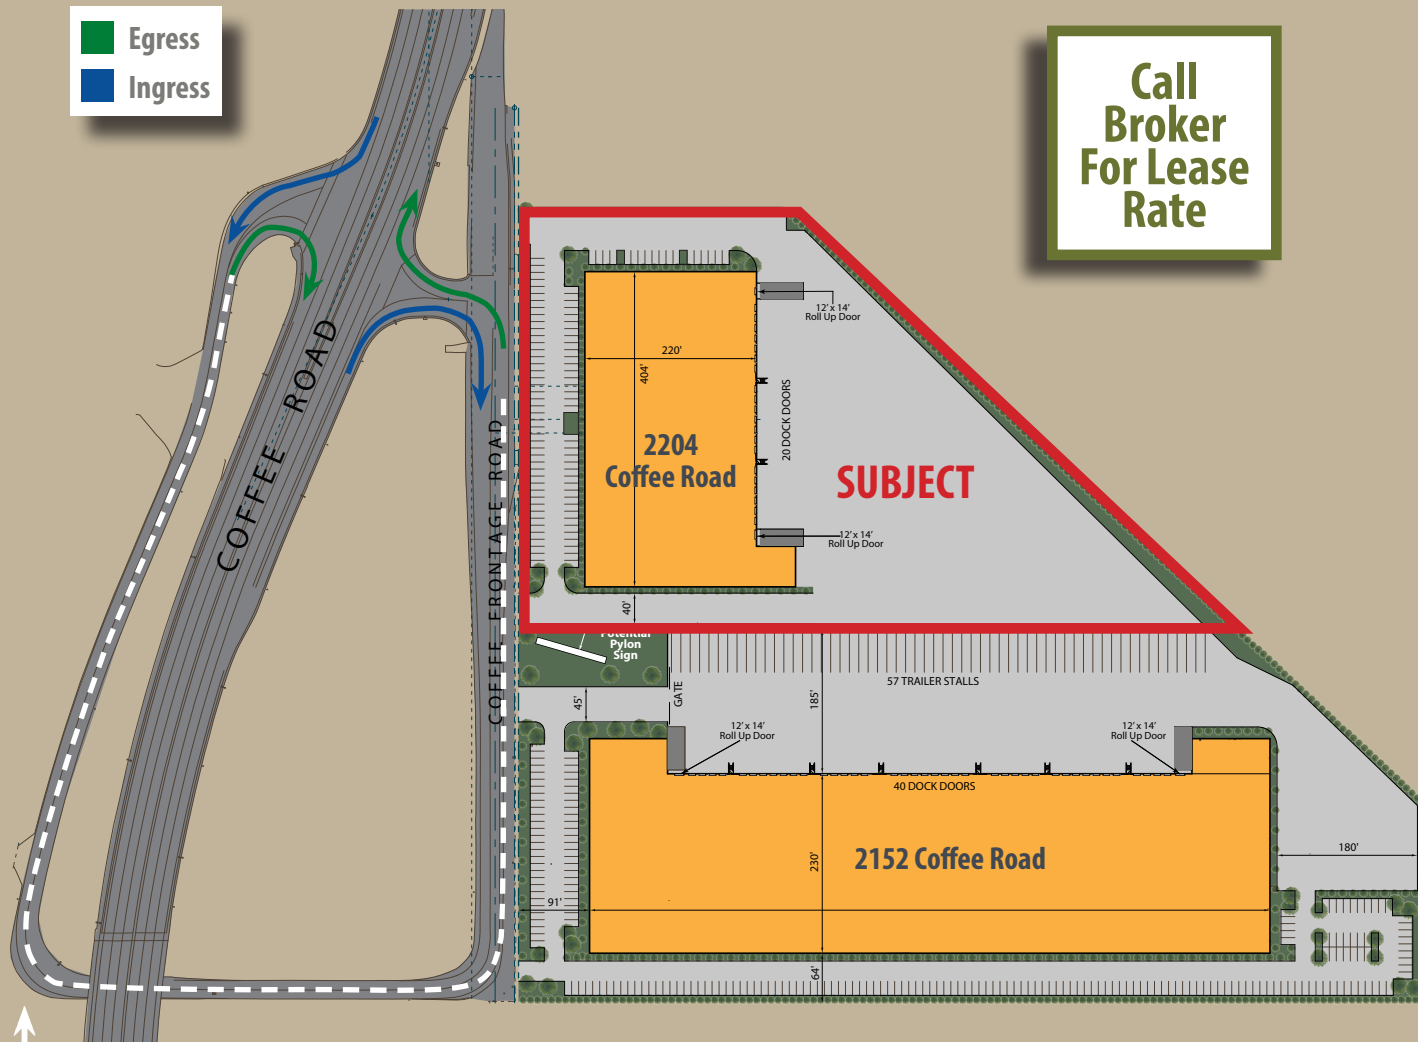 Egress
Ingress
Call
Broker
For Lease
Rate
12' x 14'
Roll Up Door
220'
404'
20 DOCK DOORS
2204
Coffee Road
SUBJECT
12' x 14'
Roll Up Door
40'
COFFEE ROAD
COFFEE FRONTAGE ROAD
Potential
Pylon
Sign
57 TRAILER STALLS
GATE
45'
185'
12' x 14'
Roll Up Door
12' x 14'
Roll Up Door
40 DOCK DOORS
2152 Coffee Road
230'
180'
91'
64'